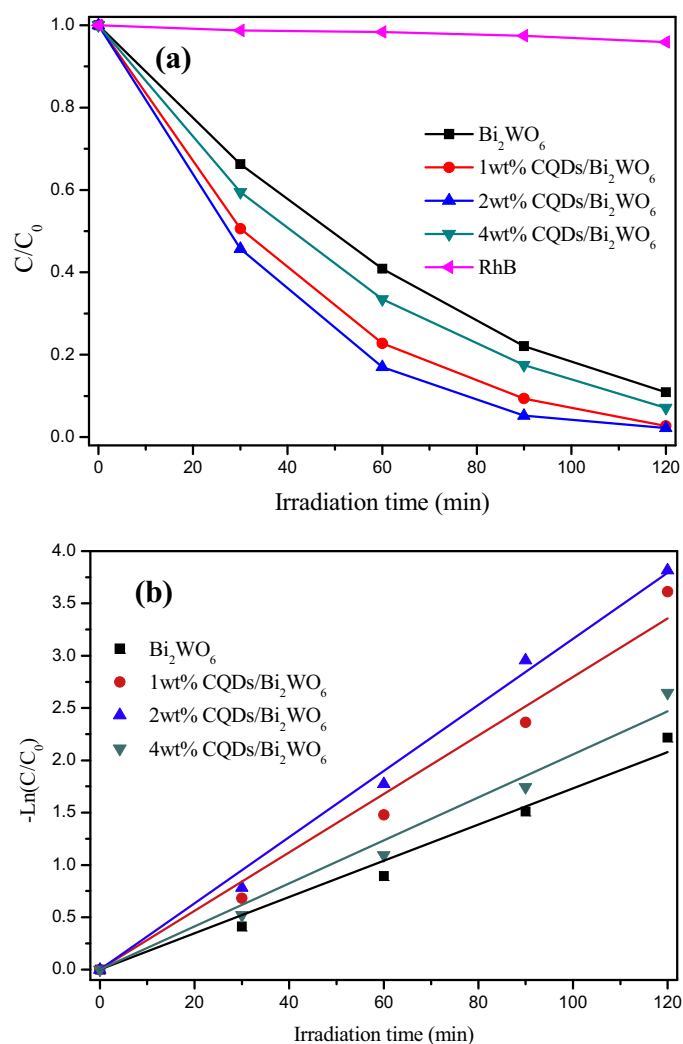 1.0
(a)
0.8
Bi₂WO₆
1wt% CQDs/Bi₂WO₆
0.6
2wt% CQDs/Bi₂WO₆
4wt% CQDs/Bi₂WO₆
C/C₀
RhB
0.4
0.2
0.0
0 20 40 60 80 100 120
Irradiation time (min)
4.0
(b)
3.5
Bi₂WO₆
3.0
1wt% CQDs/Bi₂WO₆
2.5
2wt% CQDs/Bi₂WO₆
4wt% CQDs/Bi₂WO₆
2.0
-Ln(C/C₀)
1.5
1.0
0.5
0.0
0 20 40 60 80 100 120
Irradiation time (min)